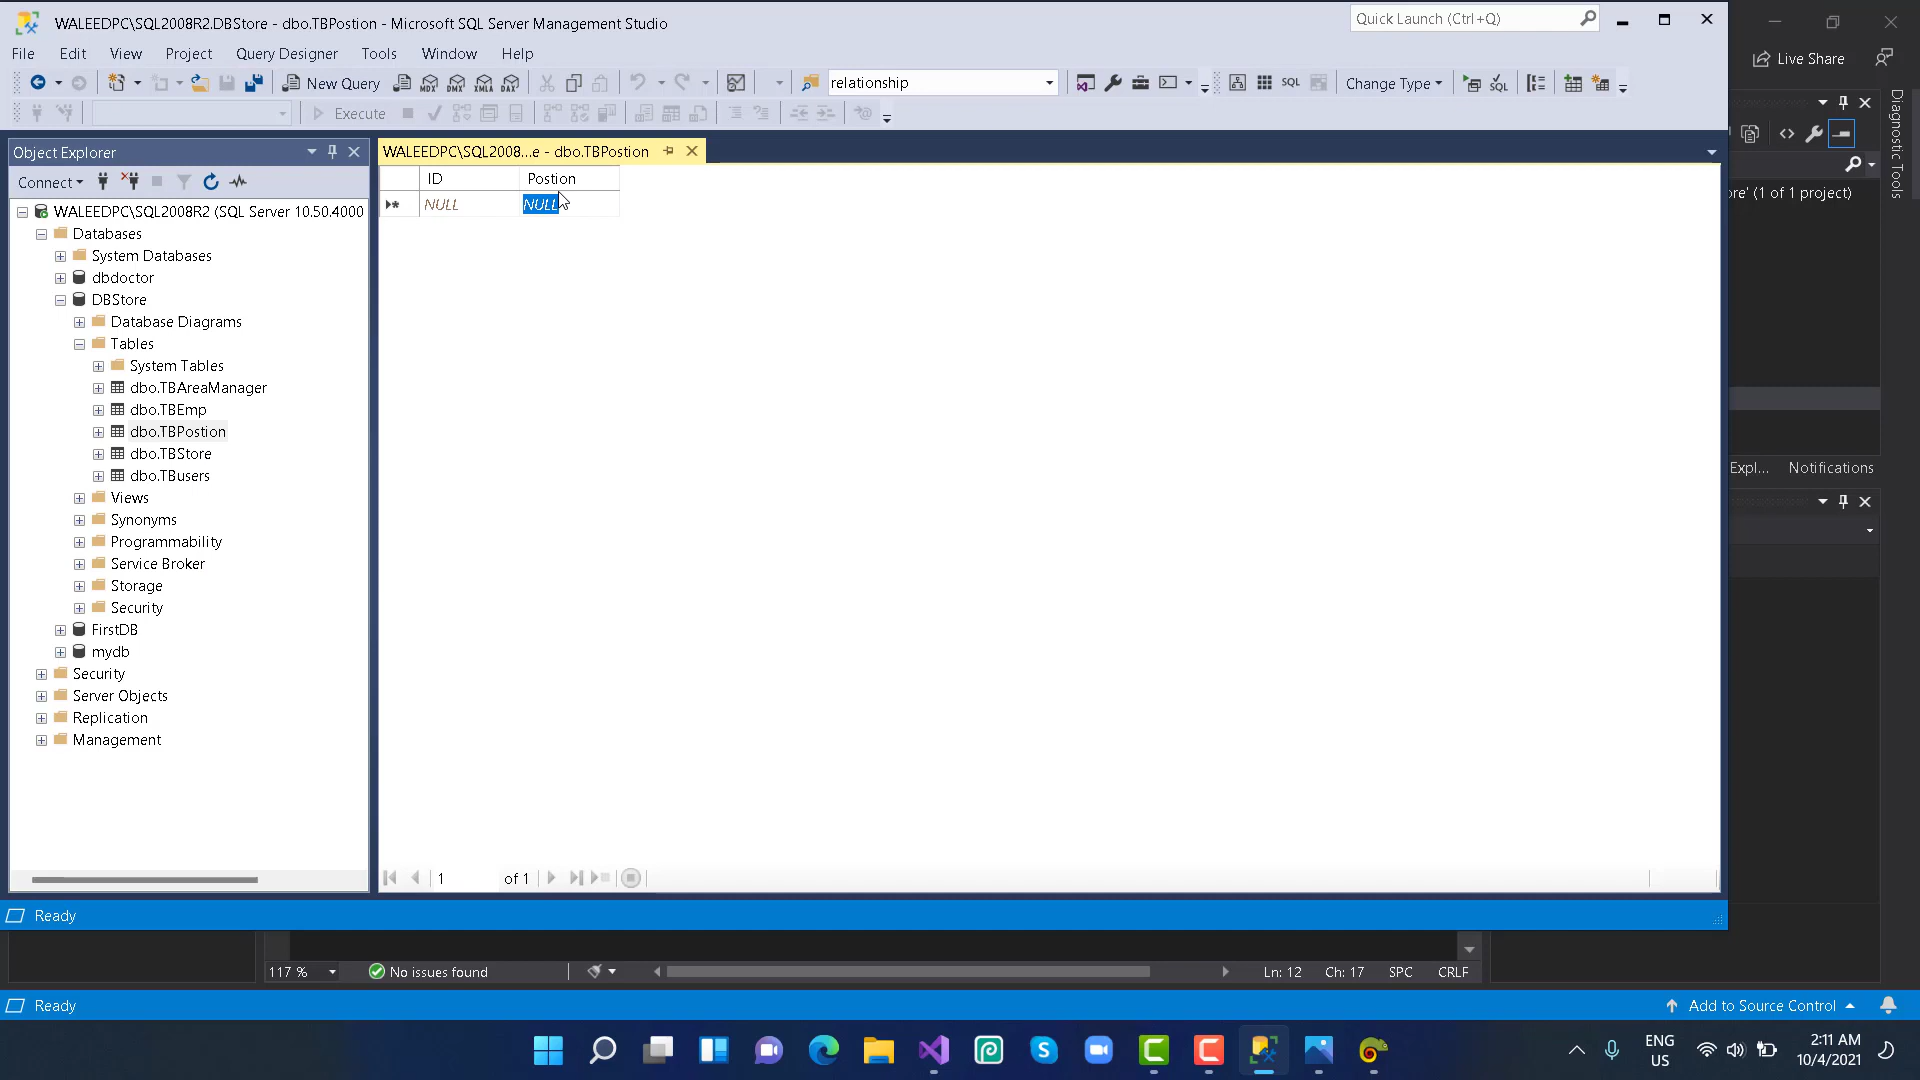 WALEEDPC\SQL2008R2.DBStore - dbo.TBPostion - Microsoft SQL Server Management Studio
Quick Launch (Ctrl+Q)
File Edit View Project Query Designer Tools Window Help
Live Share
New Query
MDX DMX XMLA DAX
relationship
SQL
Change Type
Execute
Object Explorer
WALEEDPC\SQL2008...e - dbo.TBPostion
Connect
ID Postion
NULL NULL
WALEEDPC\SQL2008R2 (SQL Server 10.50.4000
Databases
System Databases
dbdoctor
DBStore
Database Diagrams
Tables
System Tables
dbo.TBAreaManager
dbo.TBEmp
dbo.TBPostion
dbo.TBStore
dbo.TBusers
Views
Synonyms
Programmability
Service Broker
Storage
Security
FirstDB
mydb
Security
Server Objects
Replication
Management
Diagnostic Tools
ore' (1 of 1 project)
Expl... Notifications
1 of 1
Ready
117 % No issues found Ln: 12 Ch: 17 SPC CRLF
Ready Add to Source Control
ENG
US
2:11 AM
10/4/2021